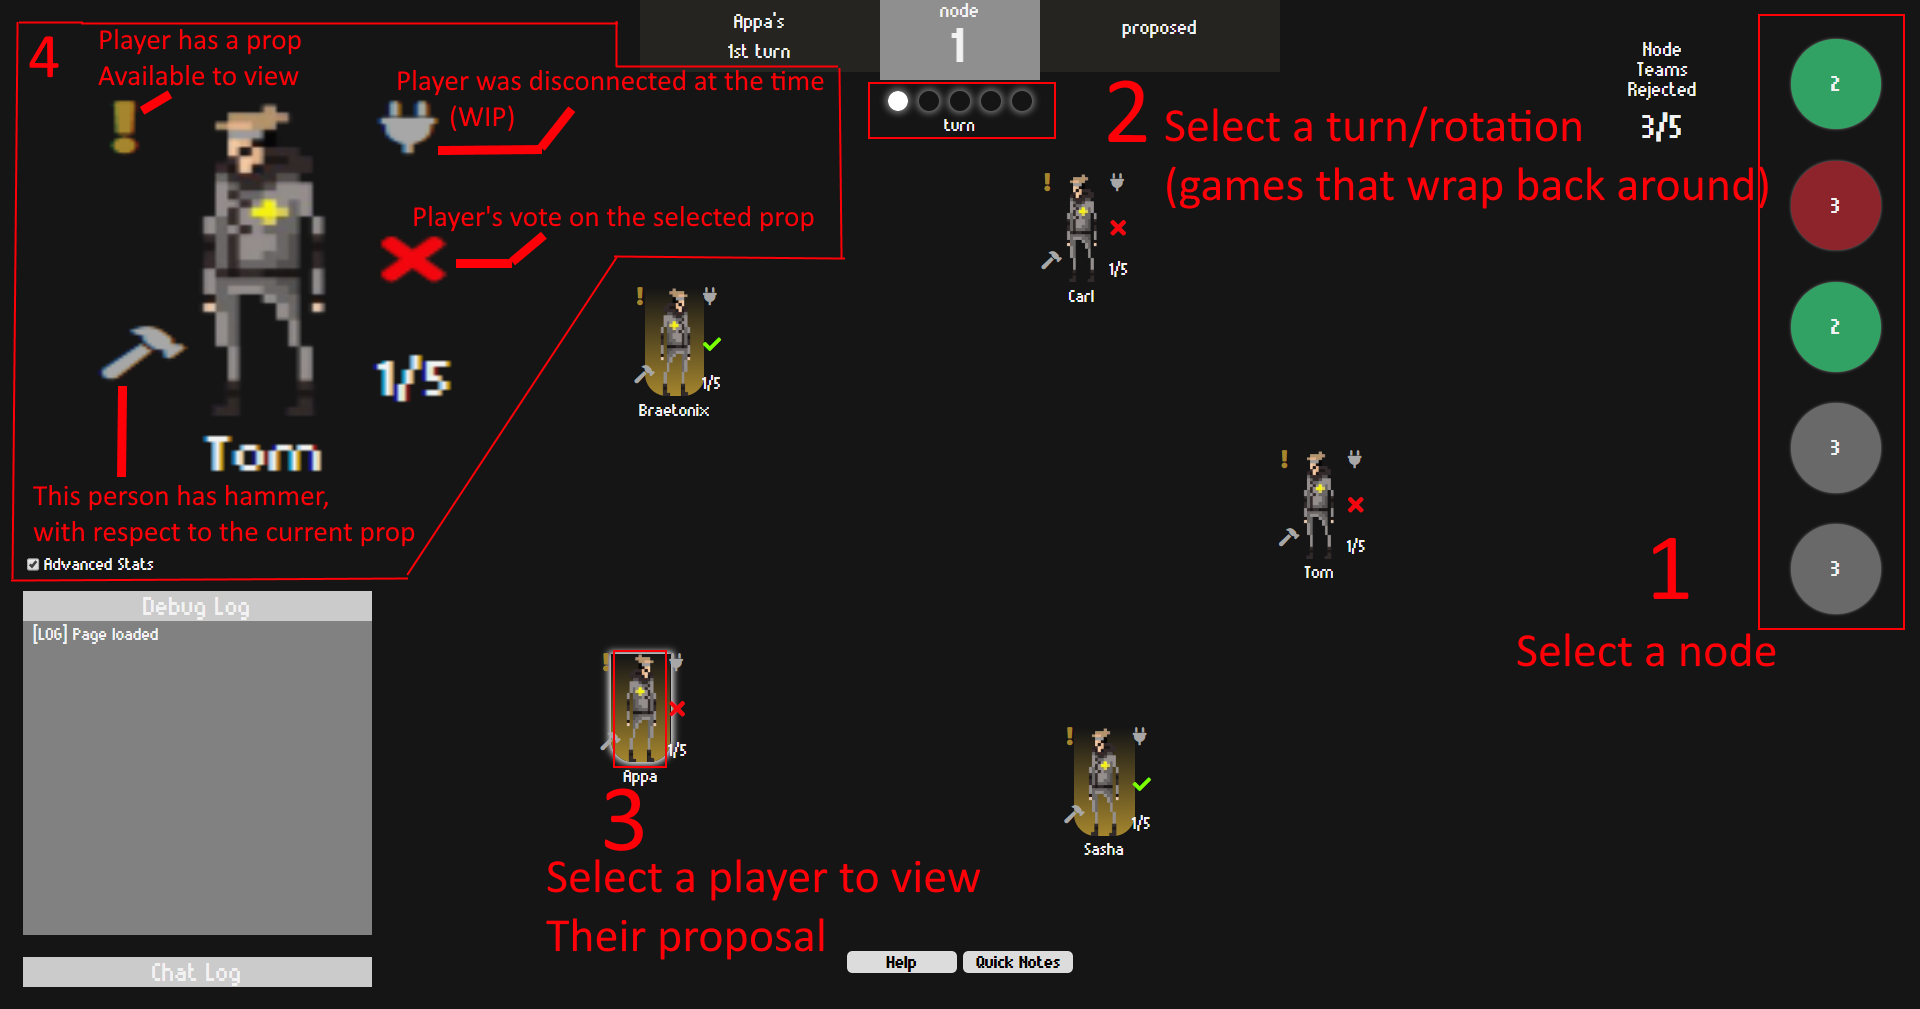 4
Player has a prop
Available to view
Player was disconnected at the time
(WIP)
Player's vote on the selected prop
1/5
Tom
This person has hammer,
with respect to the current prop
Advanced Stats
Debug Log
[LOG] Page loaded
Chat Log
Appa's
1st turn
node
1
proposed
turn
2
Select a turn/rotation
(games that wrap back around)
Node
Teams
Rejected
3/5
2
3
2
3
3
1
Select a node
1/5
Carl
1/5
Braetonix
1/5
Tom
1/5
Appa
1/5
Sasha
3
Select a player to view
Their proposal
Help
Quick Notes